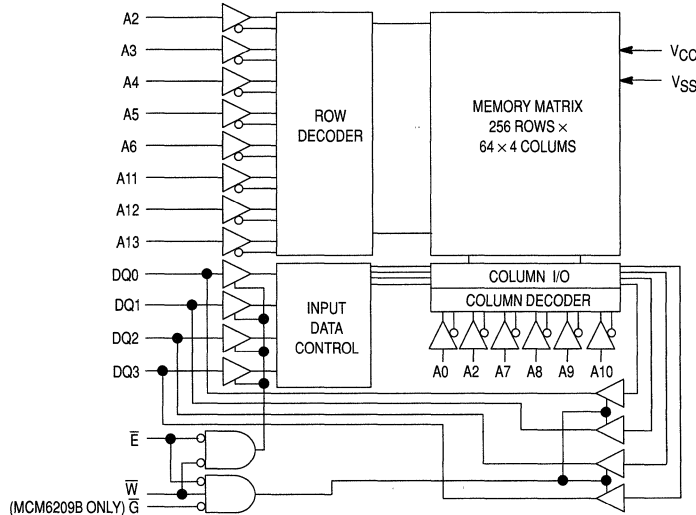 A2
A3
A4
A5
A6
A11
A12
A13
DQ0
DQ1
DQ2
DQ3
E
W
(MCM6209B ONLY) G
ROW
DECODER
INPUT
DATA
CONTROL
MEMORY MATRIX
256 ROWS ×
64 × 4 COLUMS
VCC
VSS
COLUMN I/O
COLUMN DECODER
A0 A2 A7 A8 A9 A10